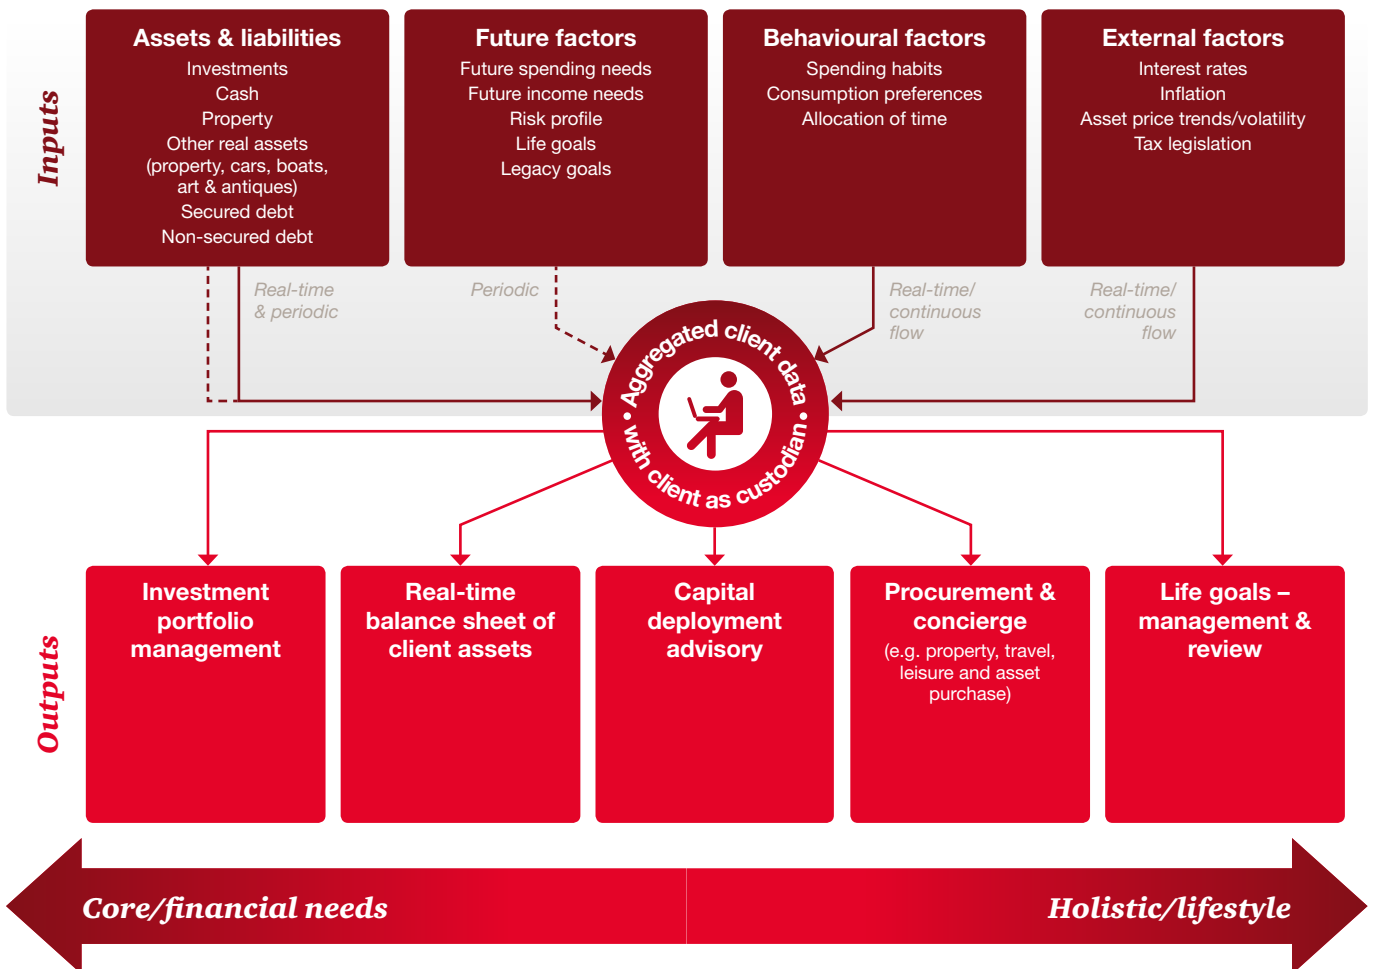 Inputs
Assets & liabilities
Investments
Cash
Property
Other real assets
(property, cars, boats,
art & antiques)
Secured debt
Non-secured debt
Future factors
Future spending needs
Future income needs
Risk profile
Life goals
Legacy goals
Behavioural factors
Spending habits
Consumption preferences
Allocation of time
External factors
Interest rates
Inflation
Asset price trends/volatility
Tax legislation
Real-time
& periodic
Periodic
Real-time/
continuous
flow
Real-time/
continuous
flow
• Aggregated client data •
with client as custodian
Outputs
Investment
portfolio
management
Real-time
balance sheet of
client assets
Capital
deployment
advisory
Procurement &
concierge
(e.g. property, travel,
leisure and asset
purchase)
Life goals –
management &
review
Core/financial needs
Holistic/lifestyle